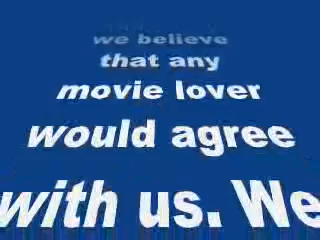 we believe
that any
movie lover
would agree
with us. We